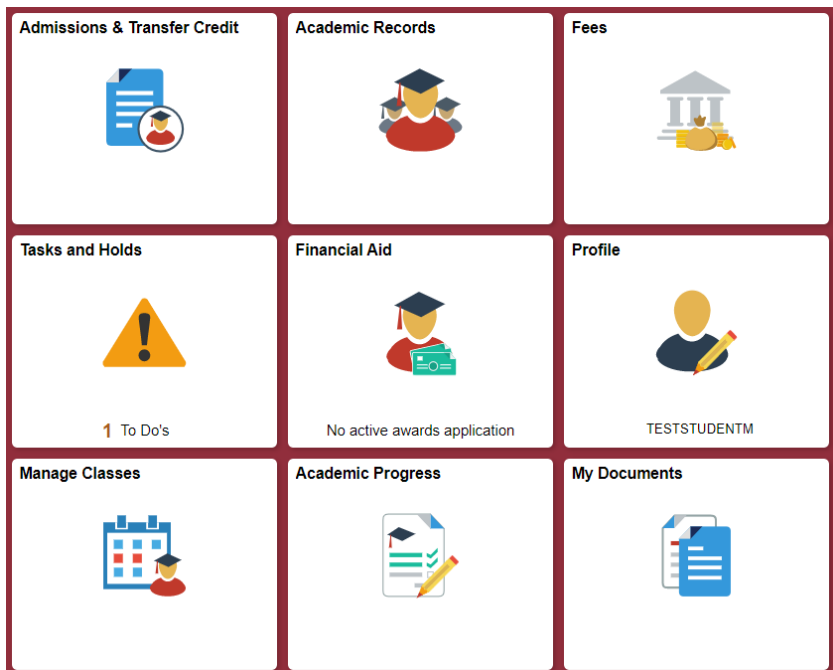 Admissions & Transfer Credit
Academic Records
Fees
Tasks and Holds
1 To Do's
Financial Aid
No active awards application
Profile
TESTSTUDENTM
Manage Classes
Academic Progress
My Documents